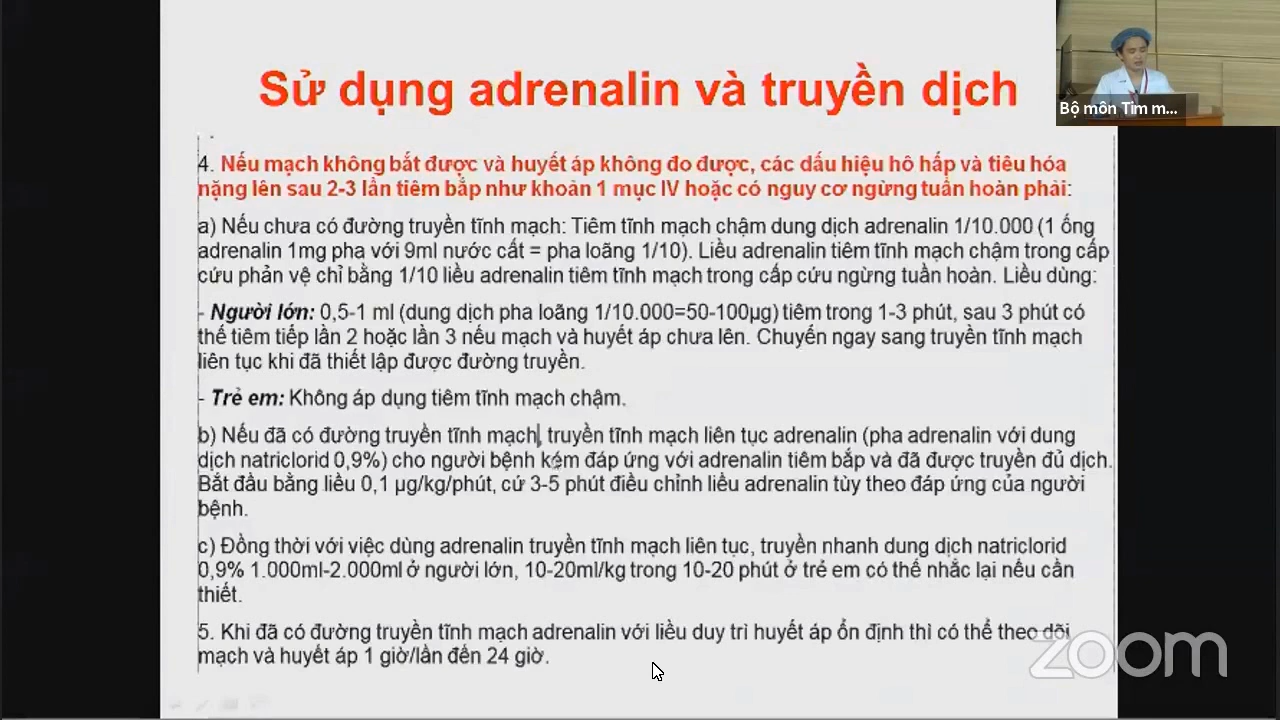 Sử dụng adrenalin và truyền dịch
Bộ môn Tim m...
4. Nếu mạch không bắt được và huyết áp không đo được, các dấu hiệu hô hấp và tiêu hóa
nặng lên sau 2-3 lần tiêm bắp như khoản 1 mục IV hoặc có nguy cơ ngừng tuần hoàn phải:
a) Nếu chưa có đường truyền tĩnh mạch: Tiêm tĩnh mạch chậm dung dịch adrenalin 1/10.000 (1 ống
adrenalin 1mg pha với 9ml nước cất = pha loãng 1/10). Liều adrenalin tiêm tĩnh mạch chậm trong cấp
cứu phản vệ chỉ bằng 1/10 liều adrenalin tiêm tĩnh mạch trong cấp cứu ngừng tuần hoàn. Liều dùng:
- Người lớn: 0,5-1 ml (dung dịch pha loãng 1/10.000=50-100µg) tiêm trong 1-3 phút, sau 3 phút có
thể tiêm tiếp lần 2 hoặc lần 3 nếu mạch và huyết áp chưa lên. Chuyển ngay sang truyền tĩnh mạch
liên tục khi đã thiết lập được đường truyền.
- Trẻ em: Không áp dụng tiêm tĩnh mạch chậm.
b) Nếu đã có đường truyền tĩnh mạch, truyền tĩnh mạch liên tục adrenalin (pha adrenalin với dung
dịch natriclorid 0,9%) cho người bệnh kém đáp ứng với adrenalin tiêm bắp và đã được truyền đủ dịch.
Bắt đầu bằng liều 0,1 µg/kg/phút, cứ 3-5 phút điều chỉnh liều adrenalin tùy theo đáp ứng của người
bệnh.
c) Đồng thời với việc dùng adrenalin truyền tĩnh mạch liên tục, truyền nhanh dung dịch natriclorid
0,9% 1.000ml-2.000ml ở người lớn, 10-20ml/kg trong 10-20 phút ở trẻ em có thể nhắc lại nếu cần
thiết.
5. Khi đã có đường truyền tĩnh mạch adrenalin với liều duy trì huyết áp ổn định thì có thể theo dõi
mạch và huyết áp 1 giờ/lần đến 24 giờ.
zoom